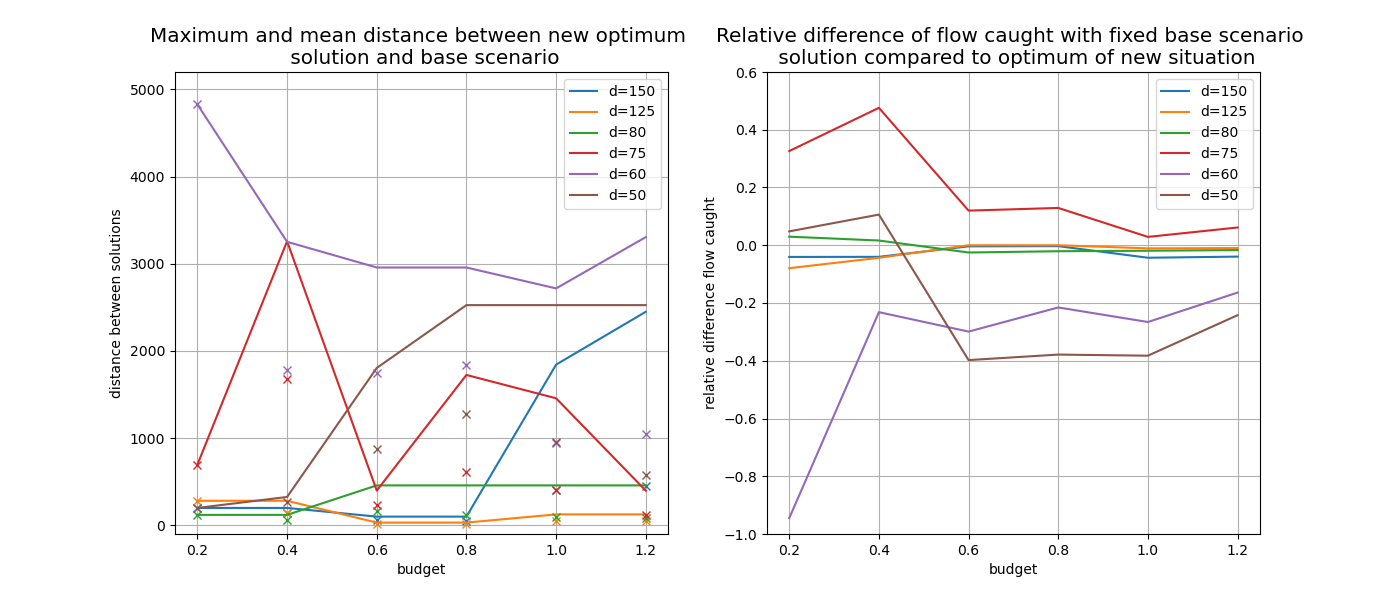 Maximum and mean distance between new optimum
solution and base scenario
5000
4000
3000
2000
1000
0
distance between solutions
0.2 0.4 0.6 0.8 1.0 1.2
budget
d=150
d=125
d=80
d=75
d=60
d=50
Relative difference of flow caught with fixed base scenario
solution compared to optimum of new situation
0.6
0.4
0.2
0.0
−0.2
−0.4
−0.6
−0.8
−1.0
relative difference flow caught
0.2 0.4 0.6 0.8 1.0 1.2
budget
d=150
d=125
d=80
d=75
d=60
d=50